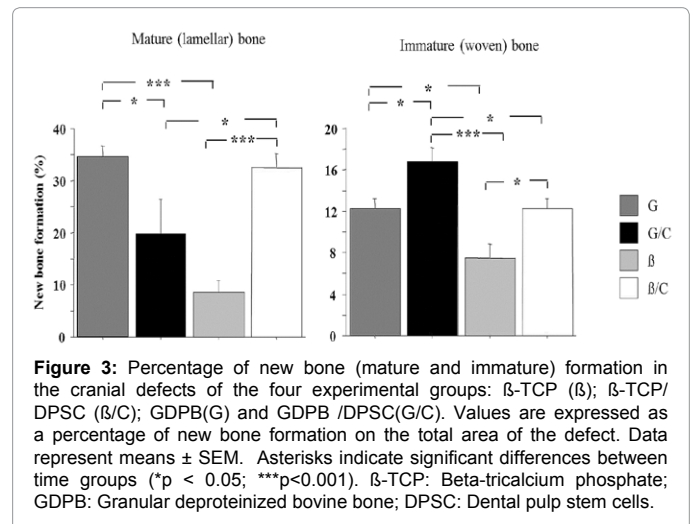 Mature (lamellar) bone
Immature (woven) bone
***
*
*
***
*
*
*
***
*
New bone formation (%)
40
30
20
10
0
20
16
12
8
4
0
G
G/C
ß
ß/C
Figure 3: Percentage of new bone (mature and immature) formation in
the cranial defects of the four experimental groups: ß-TCP (ß); ß-TCP/
DPSC (ß/C); GDPB(G) and GDPB /DPSC(G/C). Values are expressed as
a percentage of new bone formation on the total area of the defect. Data
represent means ± SEM. Asterisks indicate significant differences between
time groups (*p < 0.05; ***p<0.001). ß-TCP: Beta-tricalcium phosphate;
GDPB: Granular deproteinized bovine bone; DPSC: Dental pulp stem cells.